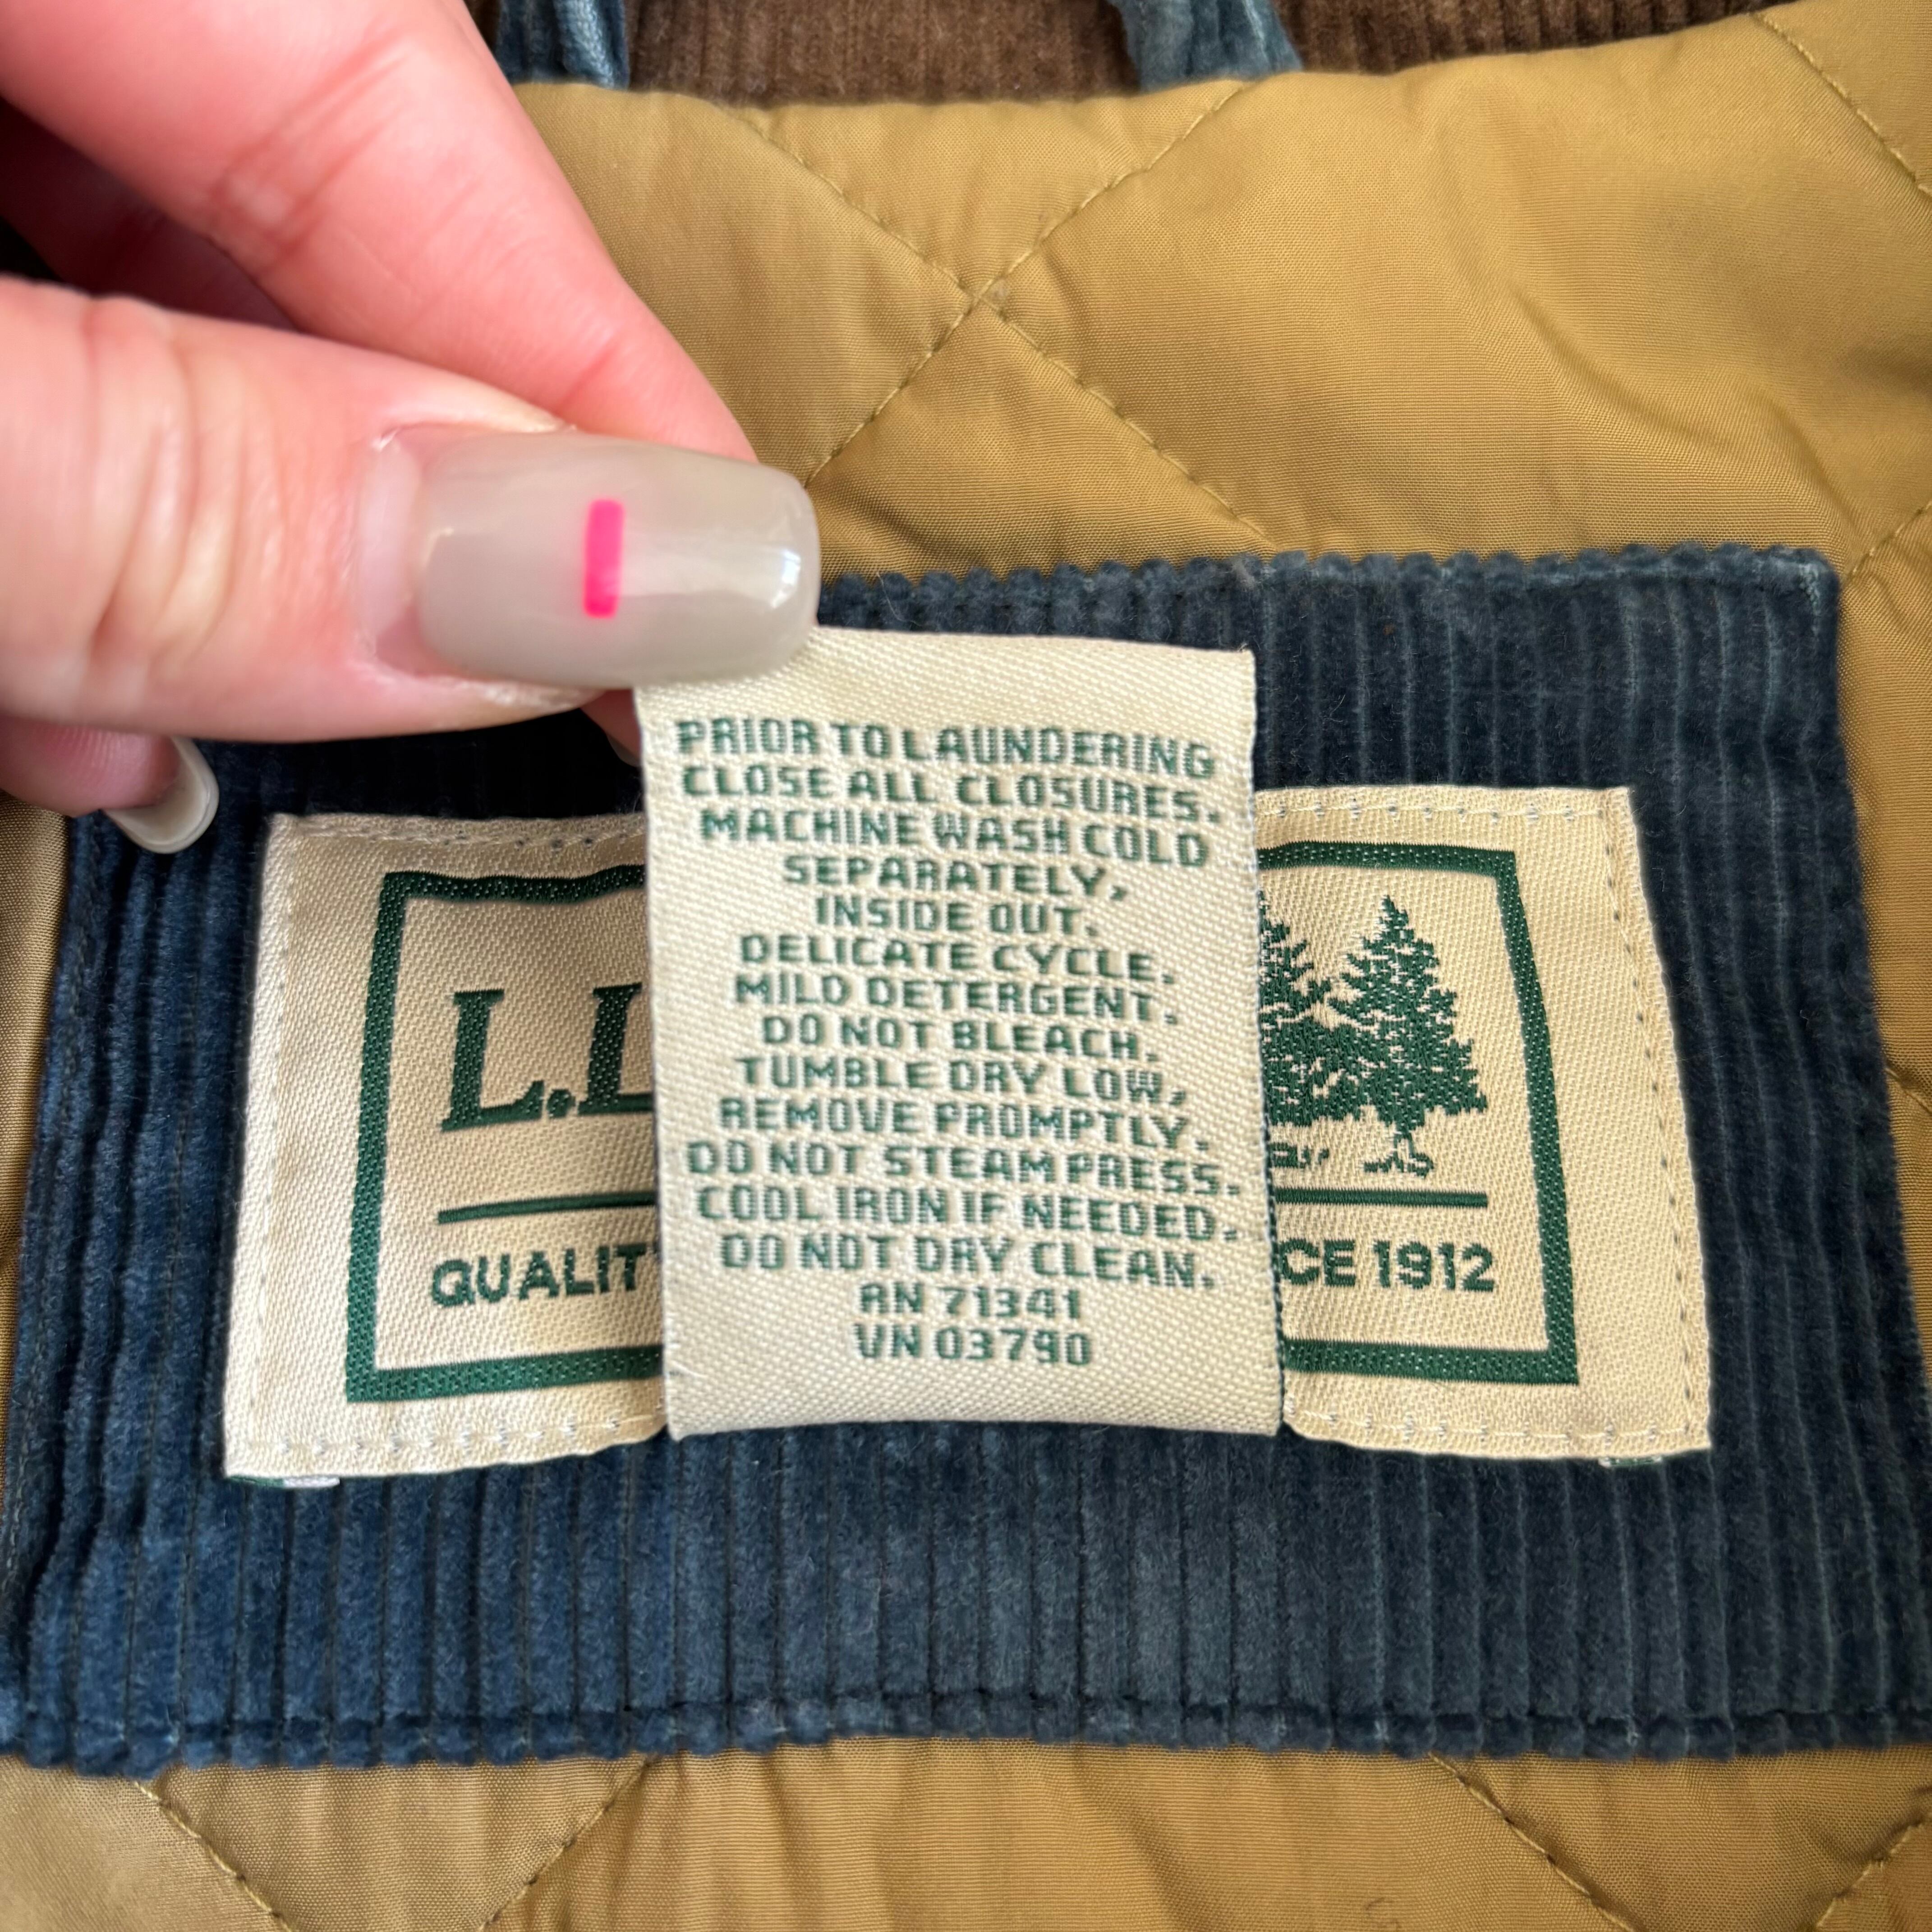 PRIOR TO LAUNDERING
CLOSE ALL CLOSURES.
MACHINE WASH COLD
SEPARATELY,
INSIDE OUT.
DELICATE CYCLE.
MILD DETERGENT.
DO NOT BLEACH.
TUMBLE DRY LOW,
REMOVE PROMPTLY.
DO NOT STEAM PRESS.
COOL IRON IF NEEDED.
DO NOT DRY CLEAN.
RN 71341
VN 03790
L.L
QUALIT
CE 1912